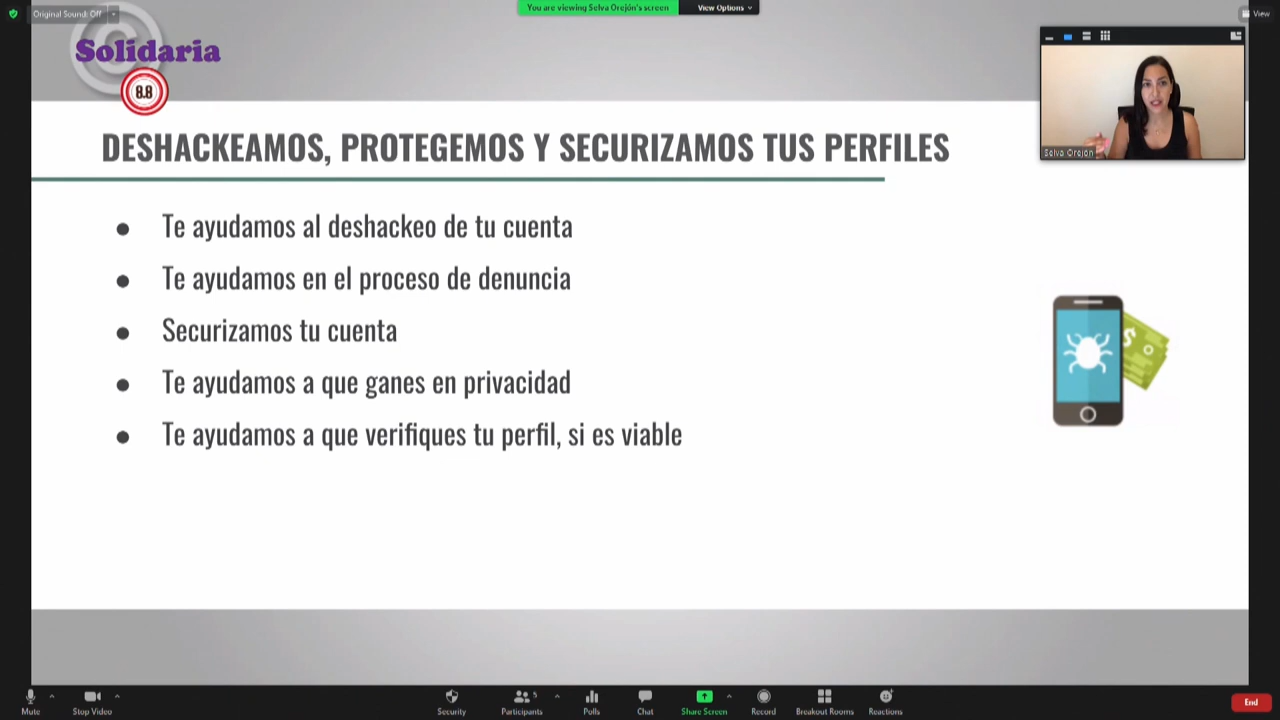 Original Sound: Off
You are viewing Selva Orejón's screen
View Options
View
Solidaria
8.8
Selva Orejón
DESHACKEAMOS, PROTEGEMOS Y SECURIZAMOS TUS PERFILES
● Te ayudamos al deshackeo de tu cuenta
● Te ayudamos en el proceso de denuncia
● Securizamos tu cuenta
● Te ayudamos a que ganes en privacidad
● Te ayudamos a que verifiques tu perfil, si es viable
$
Mute
Stop Video
Security
Participants
5
Polls
Chat
Share Screen
Record
Breakout Rooms
Reactions
End